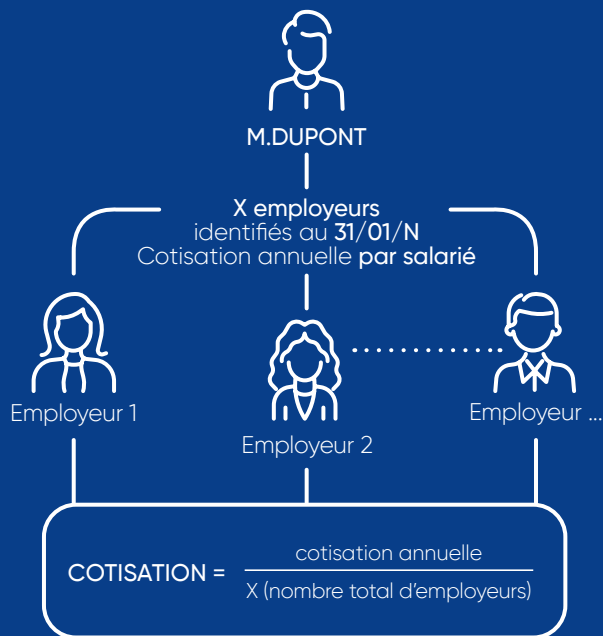 M.DUPONT
X employeurs
identifiés au 31/01/N
Cotisation annuelle par salarié
Employeur 1
Employeur 2
Employeur ...
COTISATION =
cotisation annuelle
X (nombre total d’employeurs)